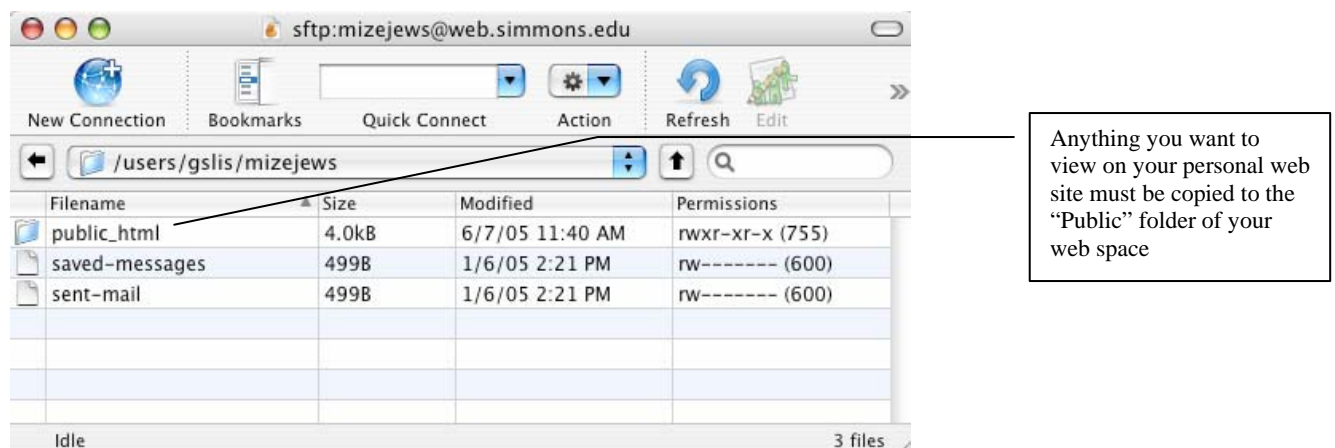 sftp:mizejews@web.simmons.edu
New Connection Bookmarks Quick Connect Action Refresh Edit
/users/gslis/mizejews
Filename Size Modified Permissions
public_html 4.0kB 6/7/05 11:40 AM rwxr-xr-x (755)
saved-messages 499B 1/6/05 2:21 PM rw------- (600)
sent-mail 499B 1/6/05 2:21 PM rw------- (600)
Idle 3 files
Anything you want to
view on your personal web
site must be copied to the
“Public” folder of your
web space